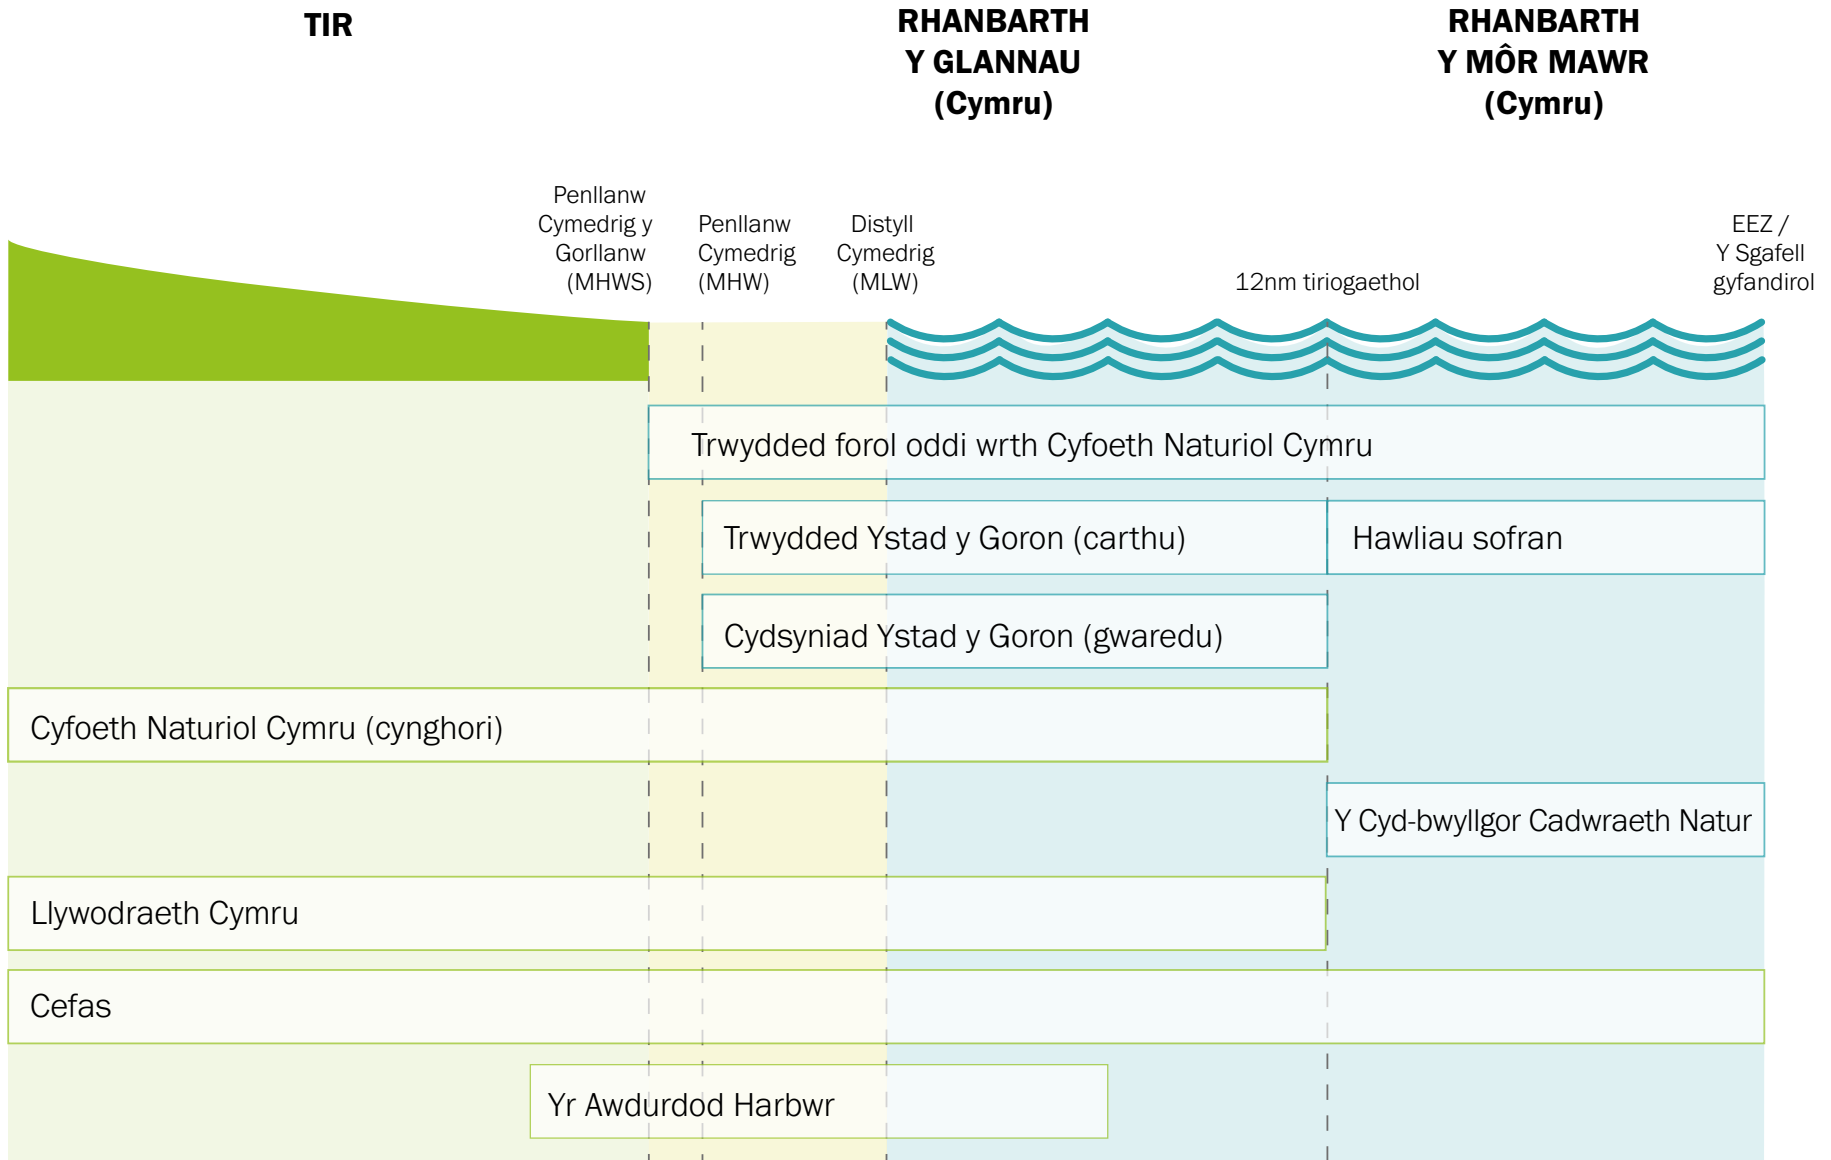 TIR
RHANBARTH
Y GLANNAU
(Cymru)
RHANBARTH
Y MÔR MAWR
(Cymru)
Penllanw
Cymedrig y
Gorllanw
(MHWS)
Penllanw
Cymedrig
(MHW)
Distyll
Cymedrig
(MLW)
12nm tiriogaethol
EEZ /
Y Sgafell
gyfandirol
Trwydded forol oddi wrth Cyfoeth Naturiol Cymru
Trwydded Ystad y Goron (carthu)
Hawliau sofran
Cydsyniad Ystad y Goron (gwaredu)
Cyfoeth Naturiol Cymru (cynghori)
Y Cyd-bwyllgor Cadwraeth Natur
Llywodraeth Cymru
Cefas
Yr Awdurdod Harbwr